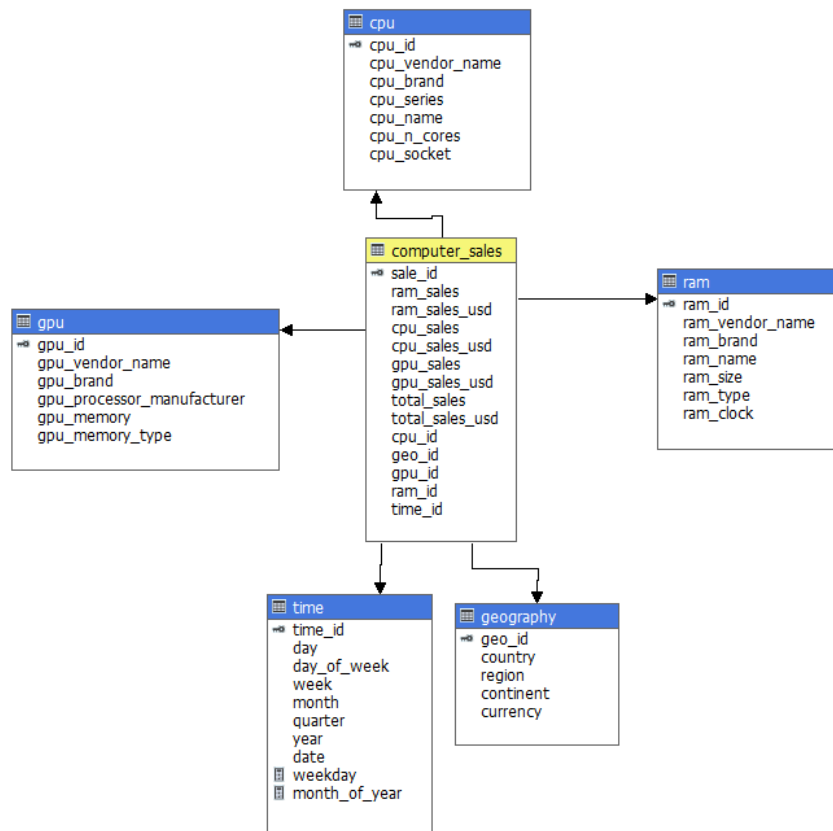 cpu
cpu_id
cpu_vendor_name
cpu_brand
cpu_series
cpu_name
cpu_n_cores
cpu_socket
computer_sales
sale_id
ram_sales
ram_sales_usd
cpu_sales
cpu_sales_usd
gpu_sales
gpu_sales_usd
total_sales
total_sales_usd
cpu_id
geo_id
gpu_id
ram_id
time_id
ram
ram_id
ram_vendor_name
ram_brand
ram_name
ram_size
ram_type
ram_clock
gpu
gpu_id
gpu_vendor_name
gpu_brand
gpu_processor_manufacturer
gpu_memory
gpu_memory_type
time
time_id
day
day_of_week
week
month
quarter
year
date
weekday
month_of_year
geography
geo_id
country
region
continent
currency